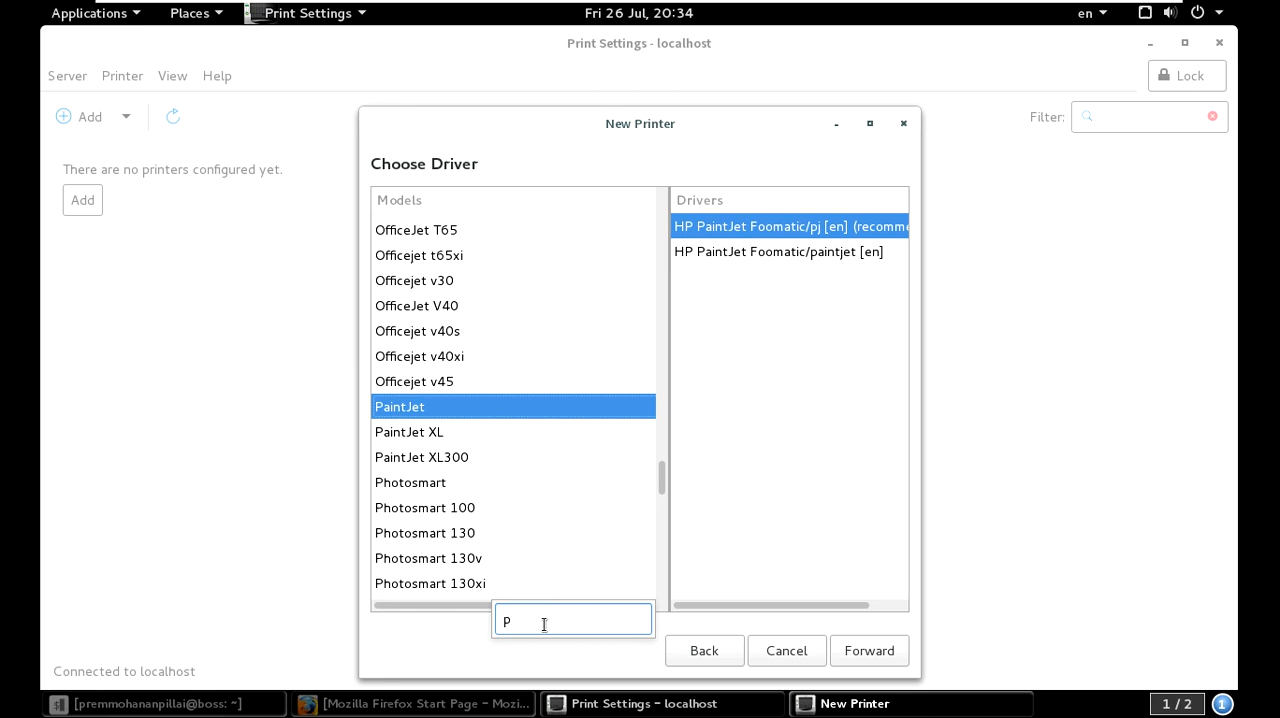 Applications Places Print Settings Fri 26 Jul, 20:34 en
Print Settings - localhost
Server Printer View Help Lock
Add Filter:
There are no printers configured yet.
Add
New Printer
Choose Driver
Models
OfficeJet T65
Officejet t65xi
Officejet v30
OfficeJet V40
Officejet v40s
Officejet v40xi
Officejet v45
PaintJet
PaintJet XL
PaintJet XL300
Photosmart
Photosmart 100
Photosmart 130
Photosmart 130v
Photosmart 130xi
P
Drivers
HP PaintJet Foomatic/pj [en] (recomme
HP PaintJet Foomatic/paintjet [en]
Back Cancel Forward
Connected to localhost
[premmohananpillai@boss: ~] [Mozilla Firefox Start Page - Mozi... Print Settings - localhost New Printer 1 / 2 1